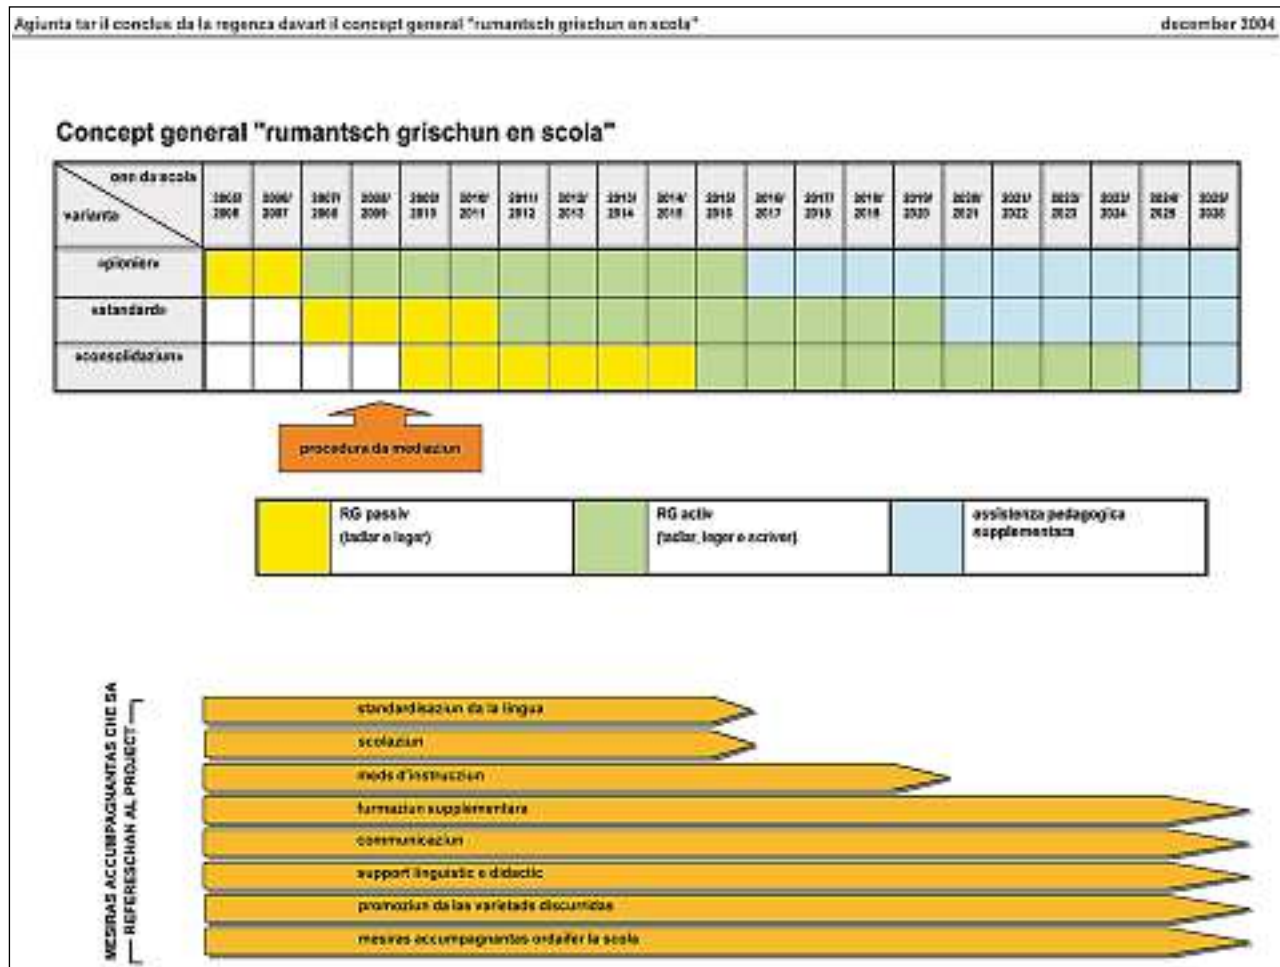 Agiunta tar il conclus da la regenza davart il concept general "rumantsch grischun en scola"
december 2004
Concept general "rumantsch grischun en scola"
onn da scola
varianta
2005/ 2006/ 2007/ 2008/ 2009/ 2010/ 2011/ 2012/ 2013/ 2014/ 2015/ 2016/ 2017/ 2018/ 2019/ 2020/ 2021/ 2022/ 2023/ 2024/ 2025/
2006 2007 2008 2009 2010 2011 2012 2013 2014 2015 2016 2017 2018 2019 2020 2021 2022 2023 2024 2025 2026
«pionier»
«standard»
«consolidaziun»
procedura da mediaziun
RG passiv
(tadlar e leger)
RG activ
(tadlar, leger e scriver)
assistenza pedagogica
supplementara
MESIRAS ACCUMPAGNANTAS CHE SA
REFERESCHAN AL PROJECT
standardisaziun da la lingua
scolaziun
meds d'instrucziun
furmaziun supplementara
communicaziun
support linguistic e didactic
promoziun da las varietads discurridas
mesiras accumpagnantas ordaifer la scola